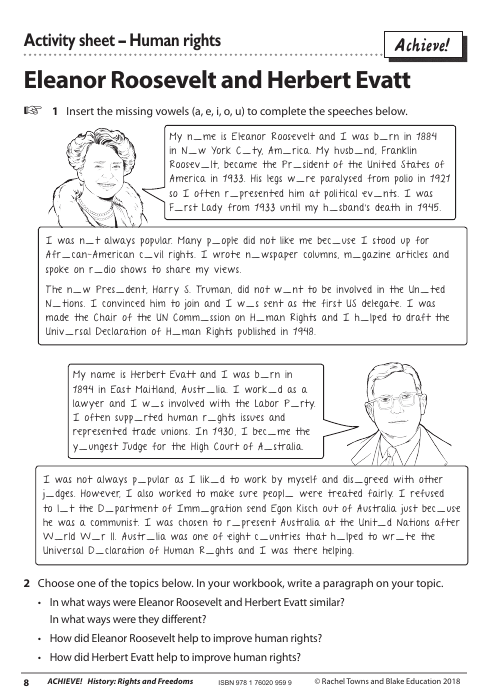 Activity sheet – Human rights
Achieve!
Eleanor Roosevelt and Herbert Evatt
1 Insert the missing vowels (a, e, i, o, u) to complete the speeches below.
My n_me is Eleanor Roosevelt and I was b_rn in 1884
in N_w York C_ty, Am_rica. My husb_nd, Franklin
Roosev_lt, became the Pr_sident of the United States of
America in 1933. His legs w_re paralysed from polio in 1921
so I often r_presented him at political ev_nts. I was
F_rst Lady from 1933 until my h_sband's death in 1945.
I was n_t always popular. Many p_ople did not like me bec_use I stood up for
Afr_can-American c_vil rights. I wrote n_wspaper columns, m_gazine articles and
spoke on r_dio shows to share my views.
The n_w Pres_dent, Harry S. Truman, did not w_nt to be involved in the Un_ted
N_tions. I convinced him to join and I w_s sent as the first US delegate. I was
made the Chair of the UN Comm_ssion on H_man Rights and I h_lped to draft the
Univ_rsal Declaration of H_man Rights published in 1948.
My name is Herbert Evatt and I was b_rn in
1894 in East Maitland, Austr_lia. I work_d as a
lawyer and I w_s involved with the Labor P_rty.
I often supp_rted human r_ghts issues and
represented trade unions. In 1930, I bec_me the
y_ungest Judge for the High Court of A_stralia.
I was not always p_pular as I lik_d to work by myself and dis_greed with other
j_dges. However, I also worked to make sure peopl_ were treated fairly. I refused
to l_t the D_partment of Imm_gration send Egon Kisch out of Australia just bec_use
he was a communist. I was chosen to r_present Australia at the Unit_d Nations after
W_rld W_r II. Austr_lia was one of eight c_untries that h_lped to wr_te the
Universal D_claration of Human R_ghts and I was there helping.
2 Choose one of the topics below. In your workbook, write a paragraph on your topic.
• In what ways were Eleanor Roosevelt and Herbert Evatt similar?
In what ways were they different?
• How did Eleanor Roosevelt help to improve human rights?
• How did Herbert Evatt help to improve human rights?
8 ACHIEVE! History: Rights and Freedoms ISBN 978 1 76020 959 9 © Rachel Towns and Blake Education 2018